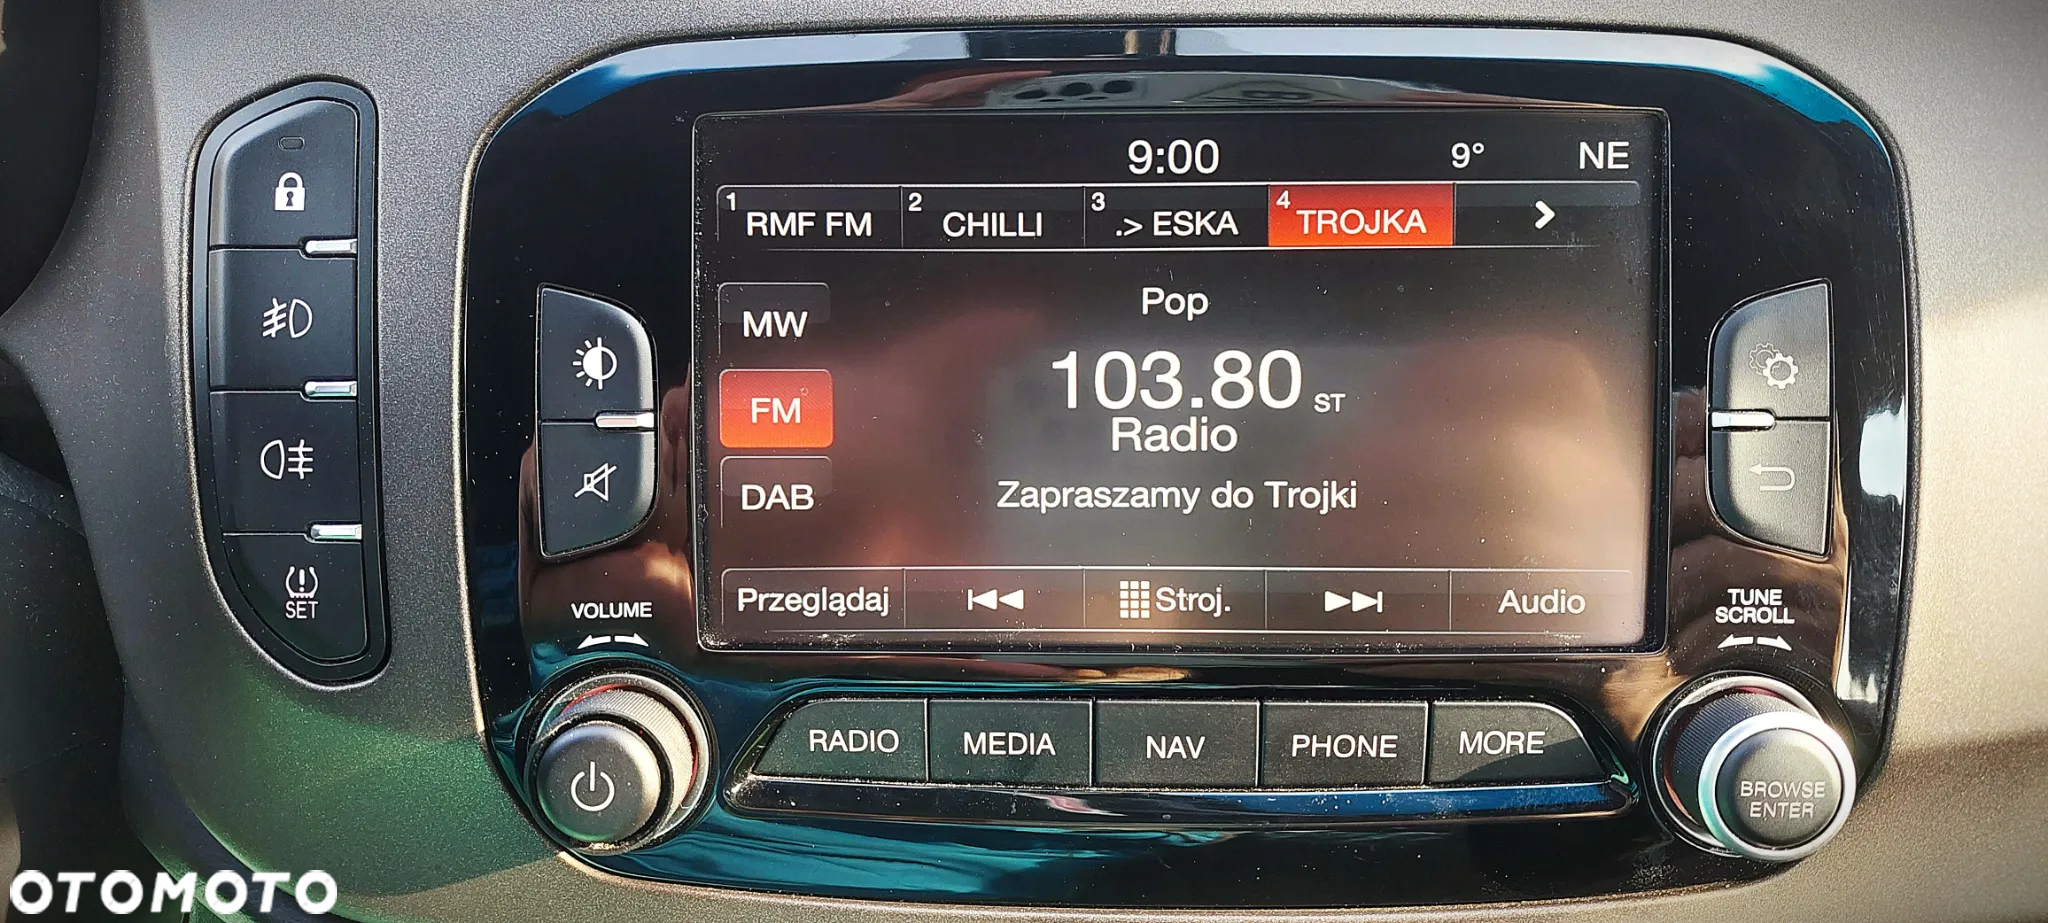 9:00 9° NE
1 RMF FM 2 CHILLI 3 .> ESKA 4 TROJKA
Pop
MW
103.80 ST
FM
Radio
DAB
Zapraszamy do Trojki
Przeglądaj Stroj. Audio
SET
VOLUME
TUNE
SCROLL
RADIO MEDIA NAV PHONE MORE
BROWSE
ENTER
OTOMOTO